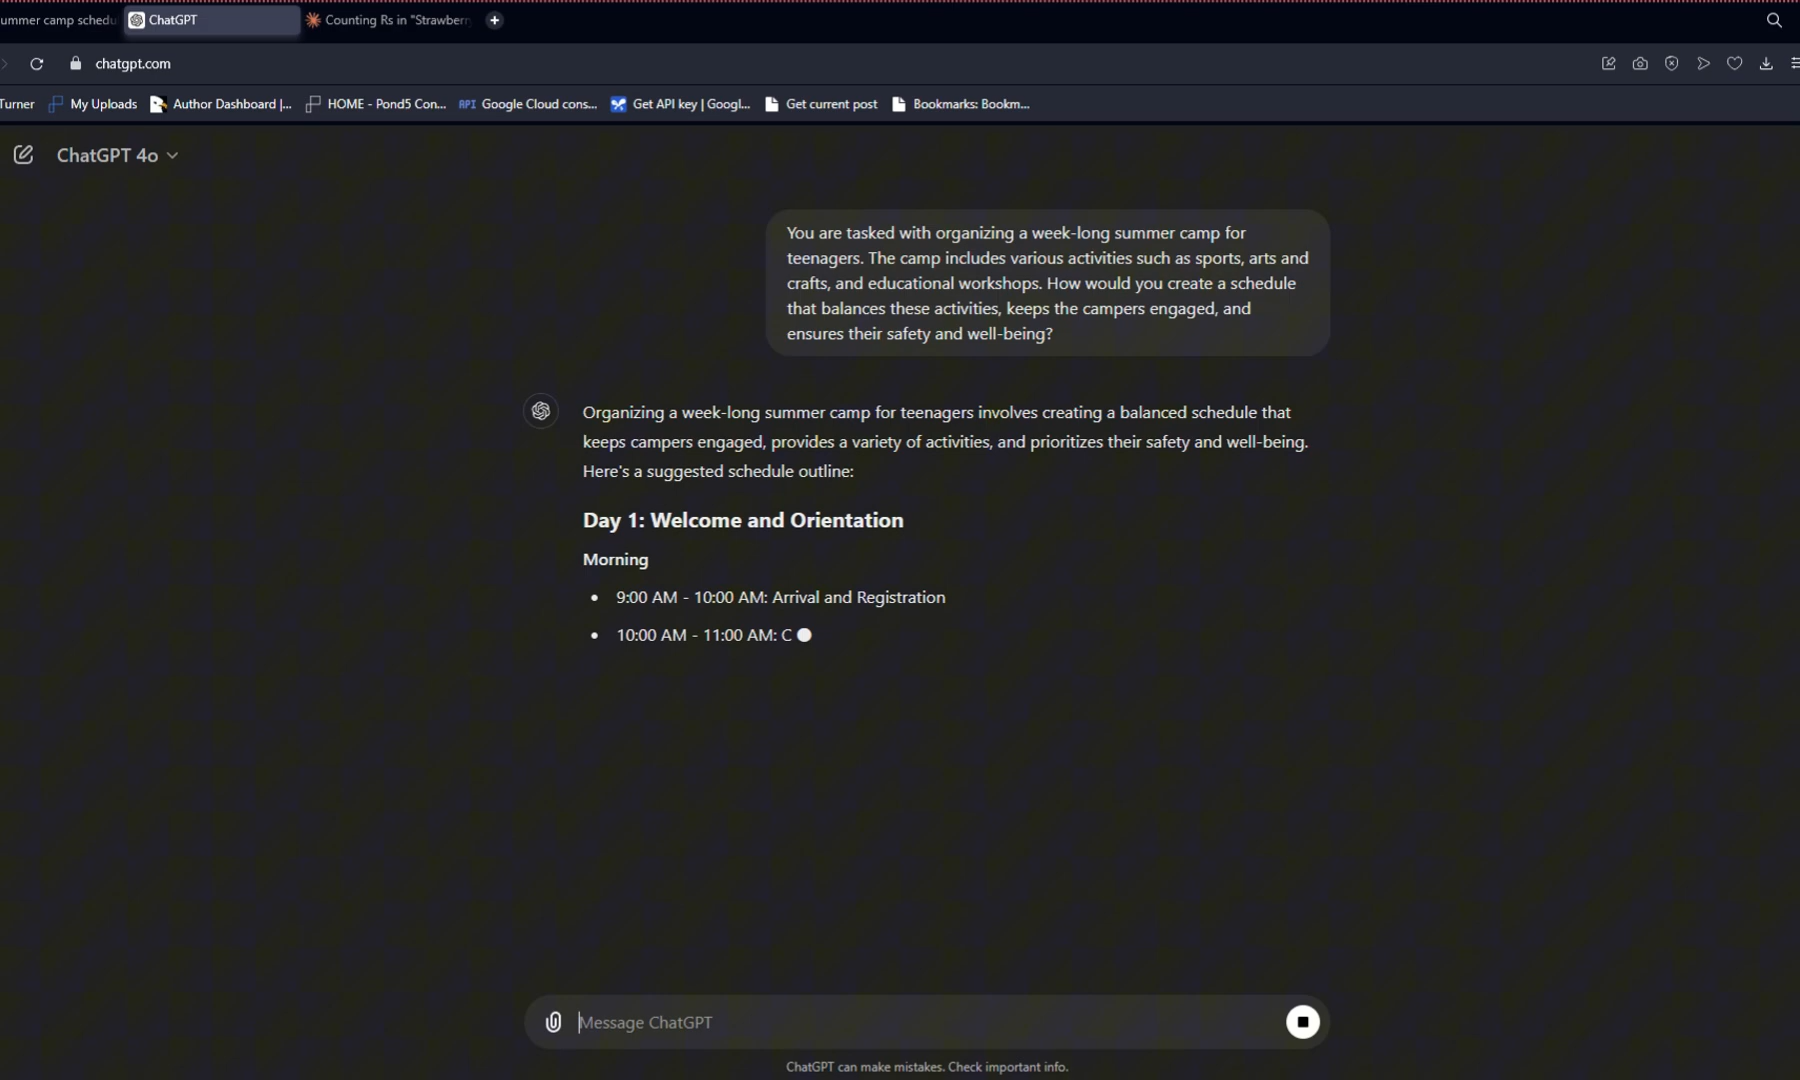 ummer camp schedu
ChatGPT
Counting Rs in "Strawberry
chatgpt.com
Turner
My Uploads
Author Dashboard |...
HOME - Pond5 Con...
API Google Cloud cons...
Get API key | Googl...
Get current post
Bookmarks: Bookm...
ChatGPT 4o
You are tasked with organizing a week-long summer camp for
teenagers. The camp includes various activities such as sports, arts and
crafts, and educational workshops. How would you create a schedule
that balances these activities, keeps the campers engaged, and
ensures their safety and well-being?
Organizing a week-long summer camp for teenagers involves creating a balanced schedule that
keeps campers engaged, provides a variety of activities, and prioritizes their safety and well-being.
Here's a suggested schedule outline:
Day 1: Welcome and Orientation
Morning
• 9:00 AM - 10:00 AM: Arrival and Registration
• 10:00 AM - 11:00 AM: C
Message ChatGPT
ChatGPT can make mistakes. Check important info.